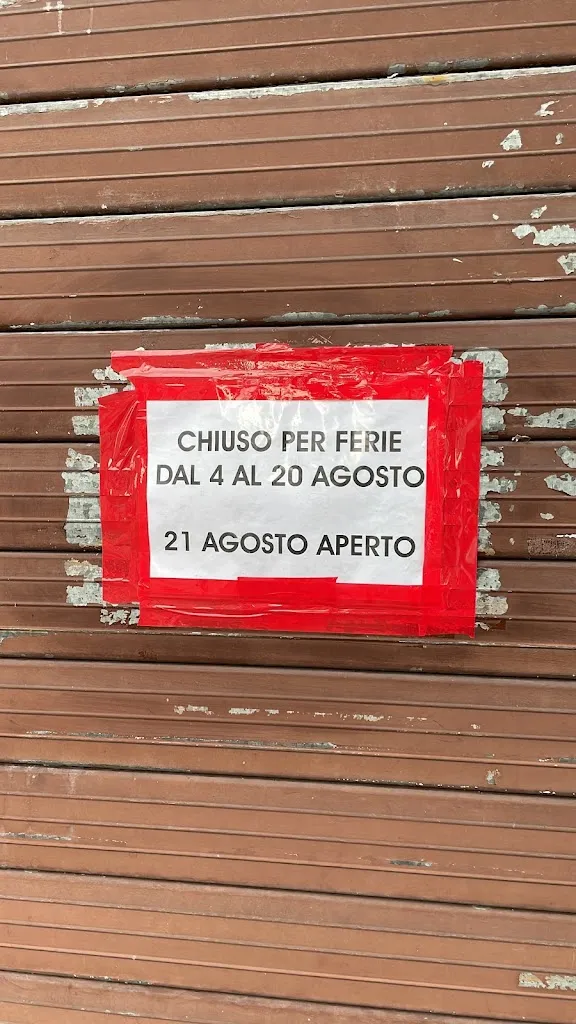 CHIUSO PER FERIE
DAL 4 AL 20 AGOSTO
21 AGOSTO APERTO